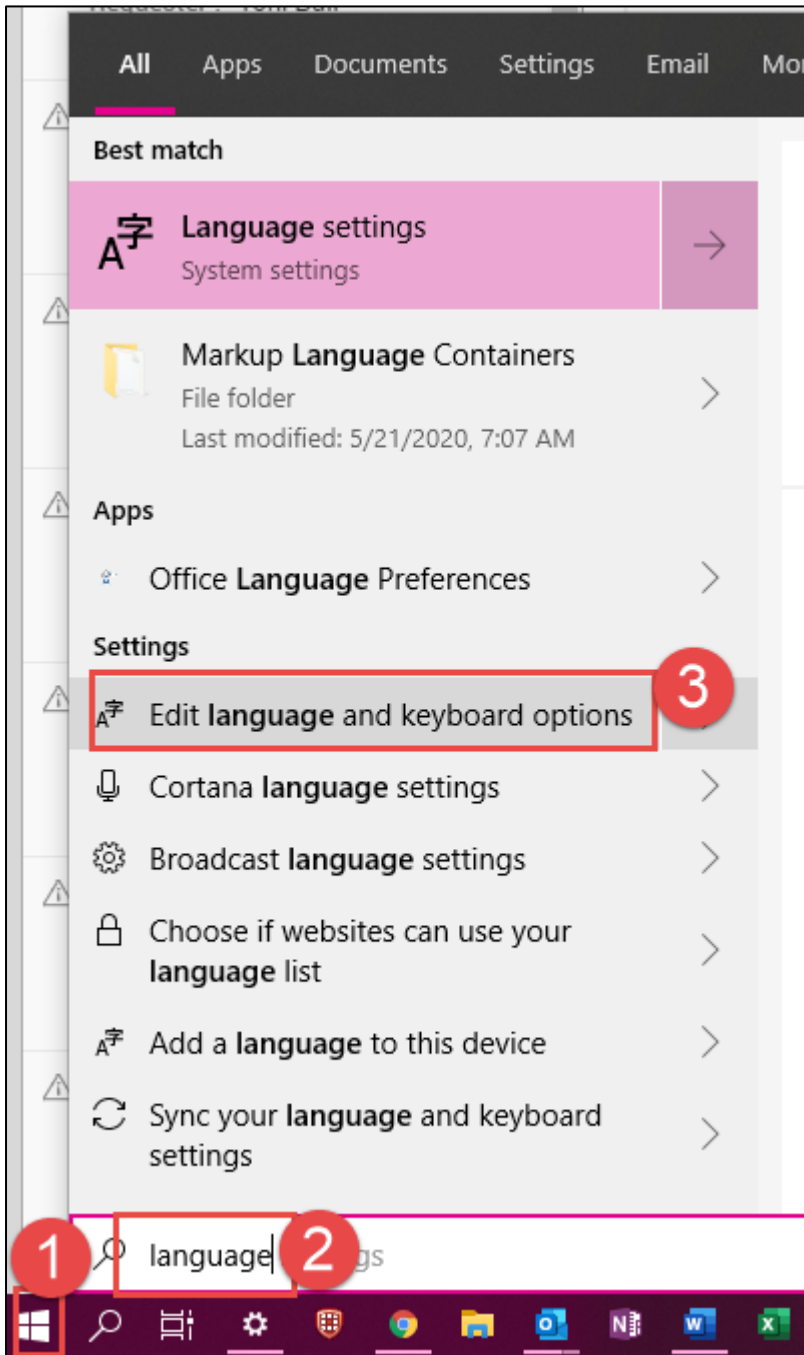 All Apps Documents Settings Email Mor
Best match
Language settings
System settings
Markup Language Containers
File folder
Last modified: 5/21/2020, 7:07 AM
Apps
Office Language Preferences
Settings
Edit language and keyboard options
3
Cortana language settings
Broadcast language settings
Choose if websites can use your
language list
Add a language to this device
Sync your language and keyboard
settings
1 language 2 gs